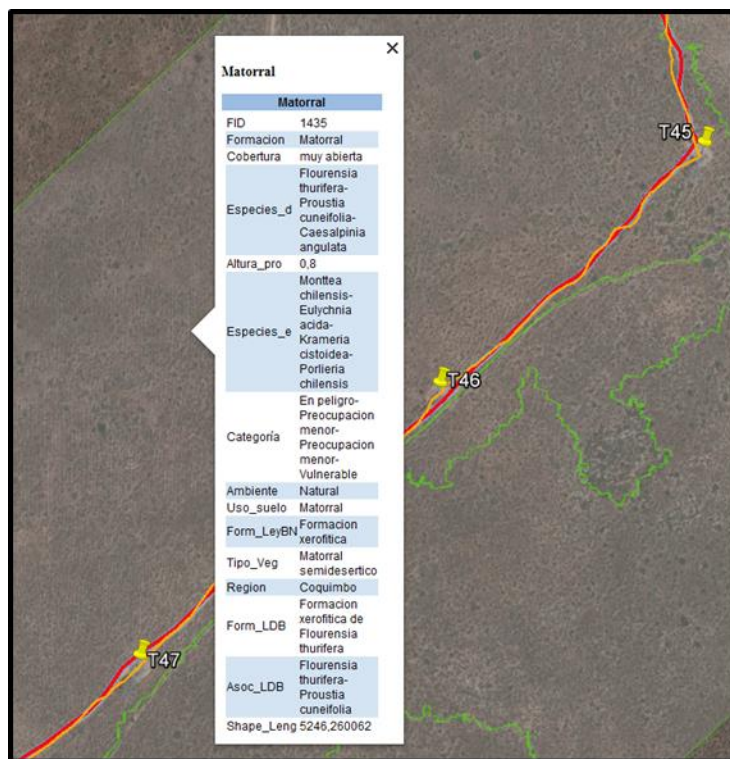 Matorral
Matorral
FID 1435
Formacion Matorral
Cobertura muy abierta
Especies_d Flourensia
thurifera-
Proustia
cuneifolia-
Caesalpinia
angulata
Altura_pro 0,8
Especies_e Monttea
chilensis-
Eulychnia
acida-
Krameria
cistoidea-
Porlieria
chilensis
Categoría En peligro-
Preocupacion
menor-
Preocupacion
menor-
Vulnerable
Ambiente Natural
Uso_suelo Matorral
Form_LeyBN Formacion
xerofitica
Tipo_Veg Matorral
semidesertico
Region Coquimbo
Form_LDB Formacion
xerofitica de
Flourensia
thurifera
Asoc_LDB Flourensia
thurifera-
Proustia
cuneifolia
Shape_Leng 5246,260062
T45
T46
T47